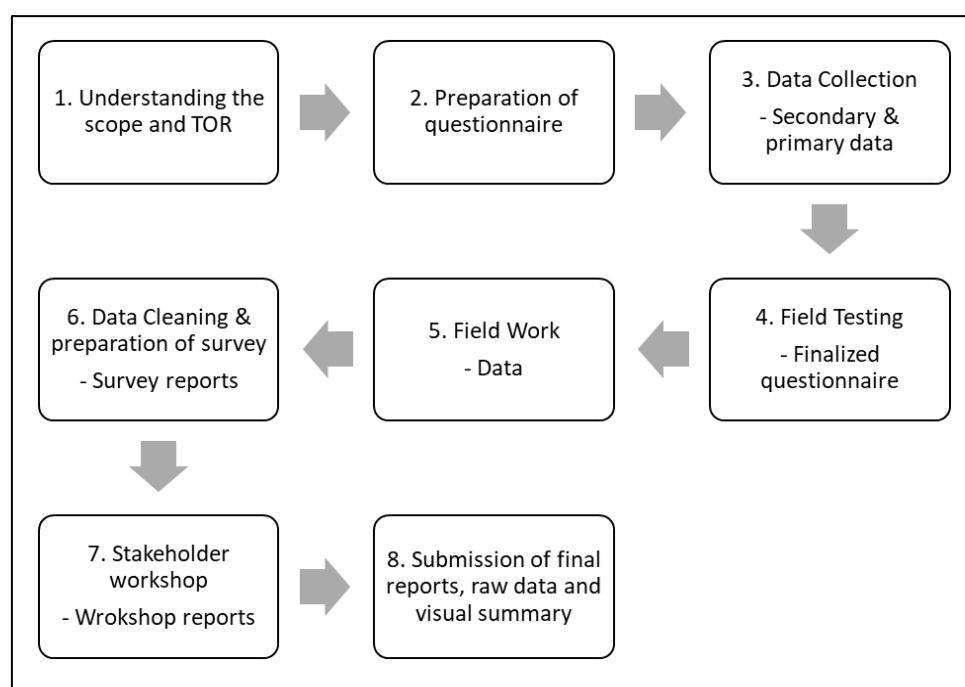 1. Understanding the
scope and TOR
2. Preparation of
questionnaire
3. Data Collection
- Secondary &
primary data
4. Field Testing
- Finalized
questionnaire
5. Field Work
- Data
6. Data Cleaning &
preparation of survey
- Survey reports
7. Stakeholder
workshop
- Wrokshop reports
8. Submission of final
reports, raw data and
visual summary